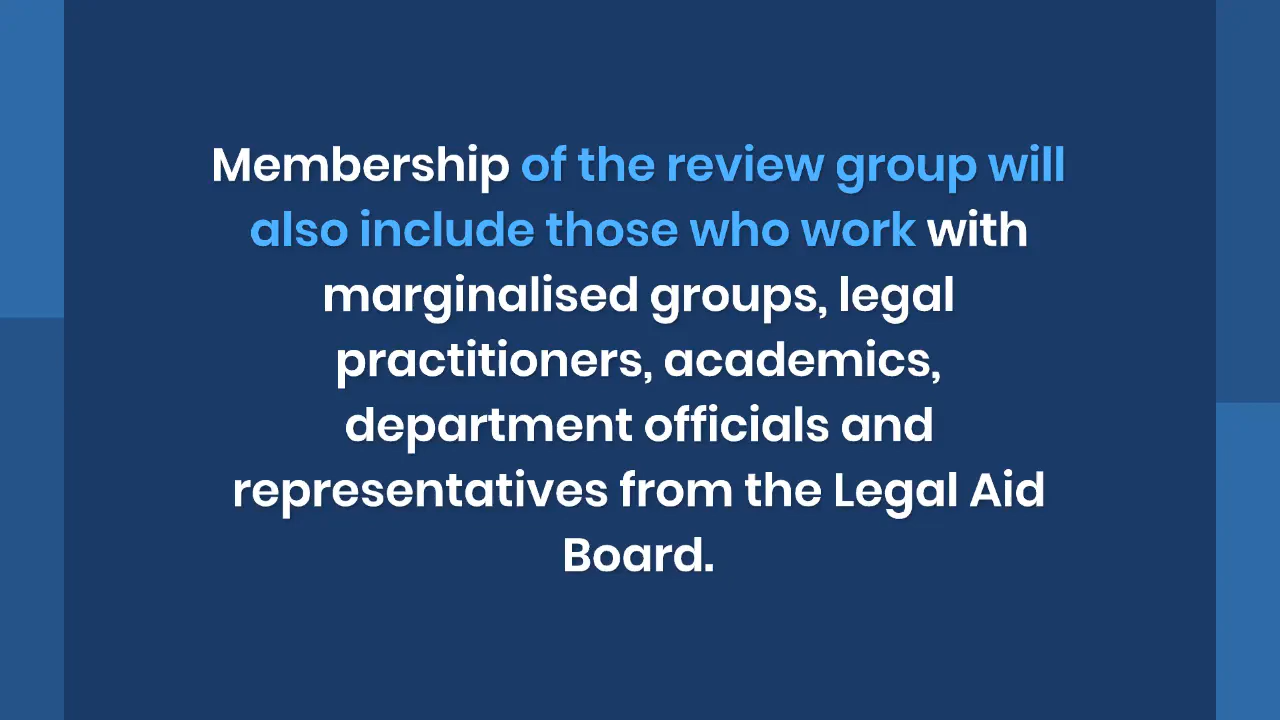 Membership of the review group will
also include those who work with
marginalised groups, legal
practitioners, academics,
department officials and
representatives from the Legal Aid
Board.